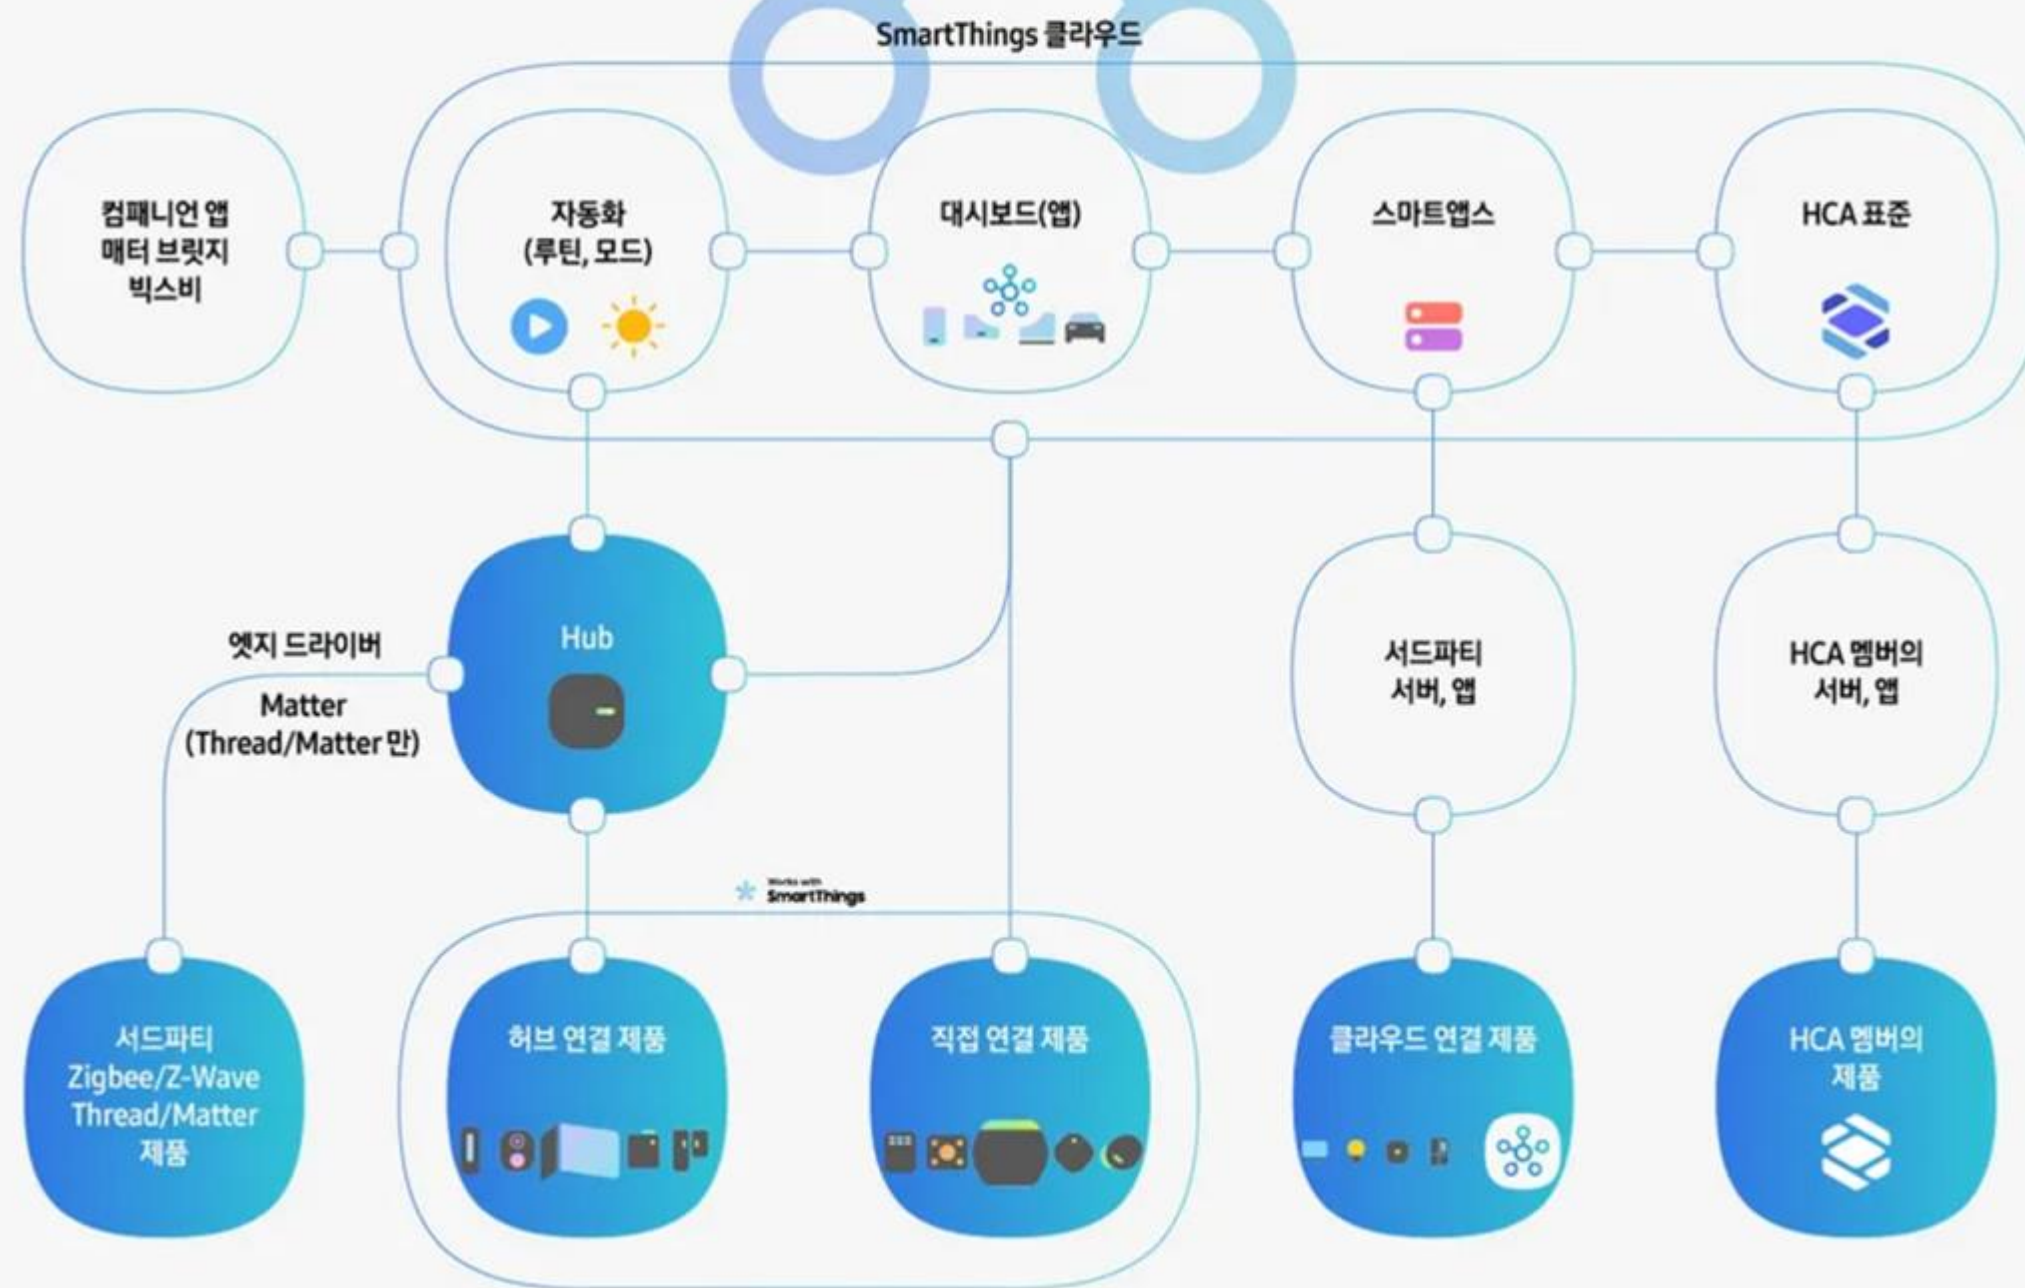 SmartThings 클라우드
컴패니언 앱
매터 브릿지
빅스비
자동화
(루틴, 모드)
대시보드(앱)
스마트앱스
HCA 표준
엣지 드라이버
Matter
(Thread/Matter 만)
Hub
서드파티
서버, 앱
HCA 멤버의
서버, 앱
Works with
SmartThings
서드파티
Zigbee/Z-Wave
Thread/Matter
제품
허브 연결 제품
직접 연결 제품
클라우드 연결 제품
HCA 멤버의
제품